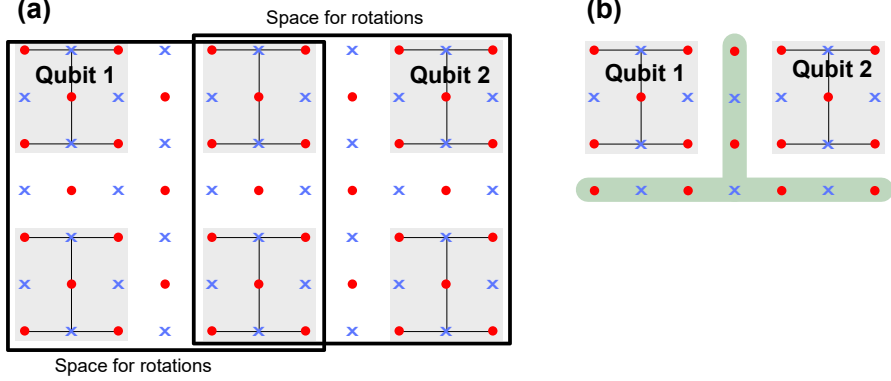 (a)
Space for rotations
(b)
Qubit 1
Qubit 2
Qubit 1
Qubit 2
Space for rotations